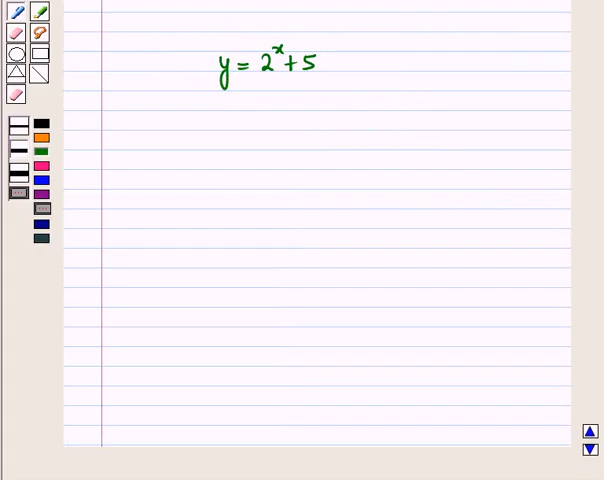 y = 2^x + 5